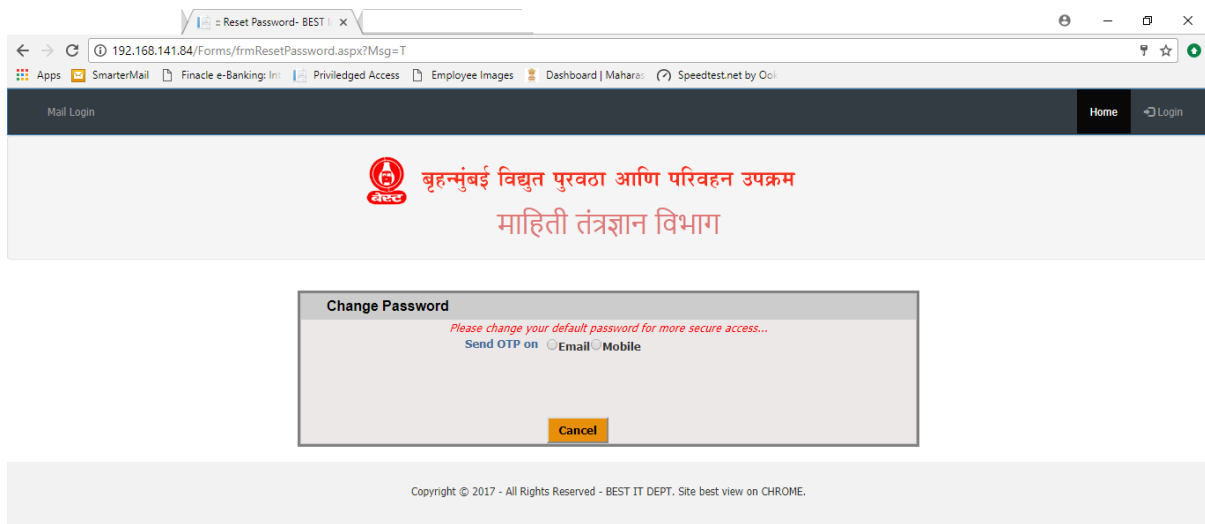 :: Reset Password- BEST I
192.168.141.84/Forms/frmResetPassword.aspx?Msg=T
Apps SmarterMail Finacle e-Banking: Int Priviledged Access Employee Images Dashboard | Maharas Speedtest.net by Ook
Mail Login Home Login
बृहन्मुंबई विद्युत पुरवठा आणि परिवहन उपक्रम
बेस्ट
माहिती तंत्रज्ञान विभाग
Change Password
Please change your default password for more secure access...
Send OTP on Email Mobile
Cancel
Copyright © 2017 - All Rights Reserved - BEST IT DEPT. Site best view on CHROME.